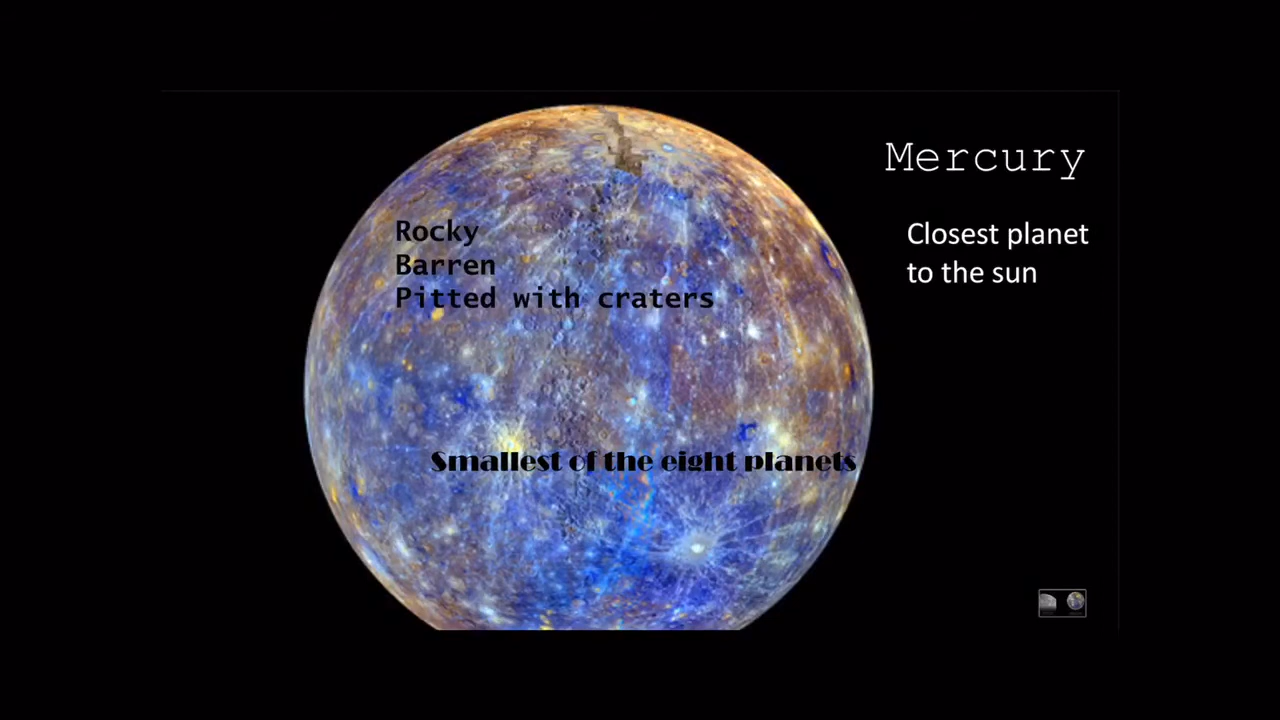 Mercury
Closest planet
to the sun
Rocky
Barren
Pitted with craters
Smallest of the eight planets